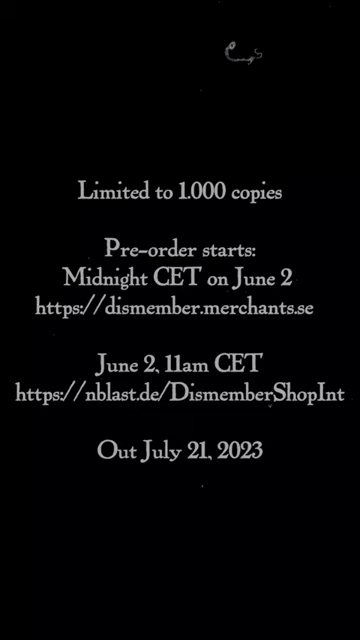 Limited to 1.000 copies
Pre-order starts:
Midnight CET on June 2
https://dismember.merchants.se
June 2, 11am CET
https://nblast.de/DismemberShopInt
Out July 21, 2023